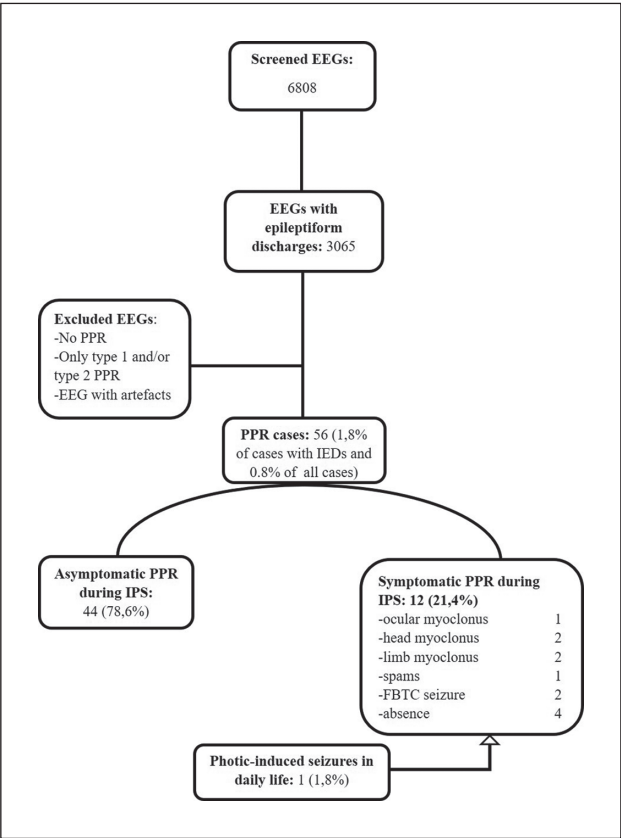 Screened EEGs:
6808
EEGs with
epileptiform
discharges: 3065
Excluded EEGs:
-No PPR
-Only type 1 and/or
type 2 PPR
-EEG with artefacts
PPR cases: 56 (1,8%
of cases with IEDs and
0.8% of all cases)
Asymptomatic PPR
during IPS:
44 (78,6%)
Symptomatic PPR during
IPS: 12 (21,4%)
-ocular myoclonus 1
-head myoclonus 2
-limb myoclonus 2
-spams 1
-FBTC seizure 2
-absence 4
Photic-induced seizures in
daily life: 1 (1,8%)